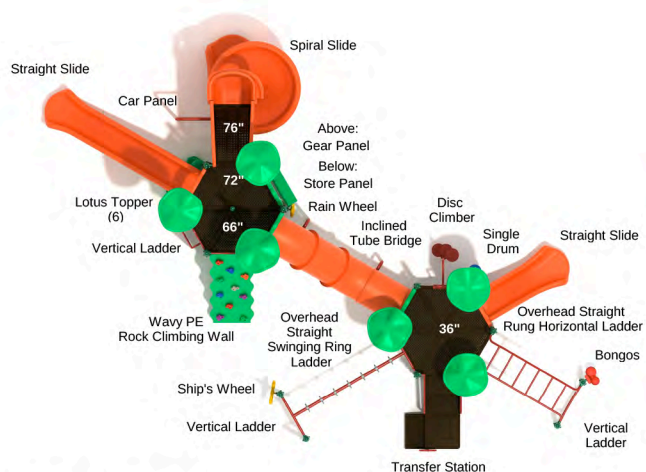 Spiral Slide
Straight Slide
Car Panel
76"
Above:
Gear Panel
Below:
Store Panel
72"
Lotus Topper
(6)
Rain Wheel
66"
Disc
Climber
Inclined
Tube Bridge
Single
Drum
Straight Slide
Vertical Ladder
Wavy PE
Rock Climbing Wall
Overhead
Straight
Swinging Ring
Ladder
36"
Overhead Straight
Rung Horizontal Ladder
Bongos
Ship's Wheel
Vertical Ladder
Vertical
Ladder
Transfer Station